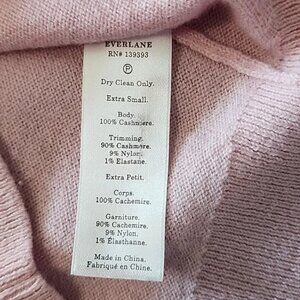 EVERLANE
RN# 139393
P
Dry Clean Only.
Extra Small.
Body.
100% Cashmere.
Trimming.
90% Cashmere.
9% Nylon.
1% Elastane.
Extra Petit.
Corps.
100% Cachemire.
Garniture.
90% Cachemire.
9% Nylon.
1% Élasthanne.
Made in China.
Fabriqué en Chine.